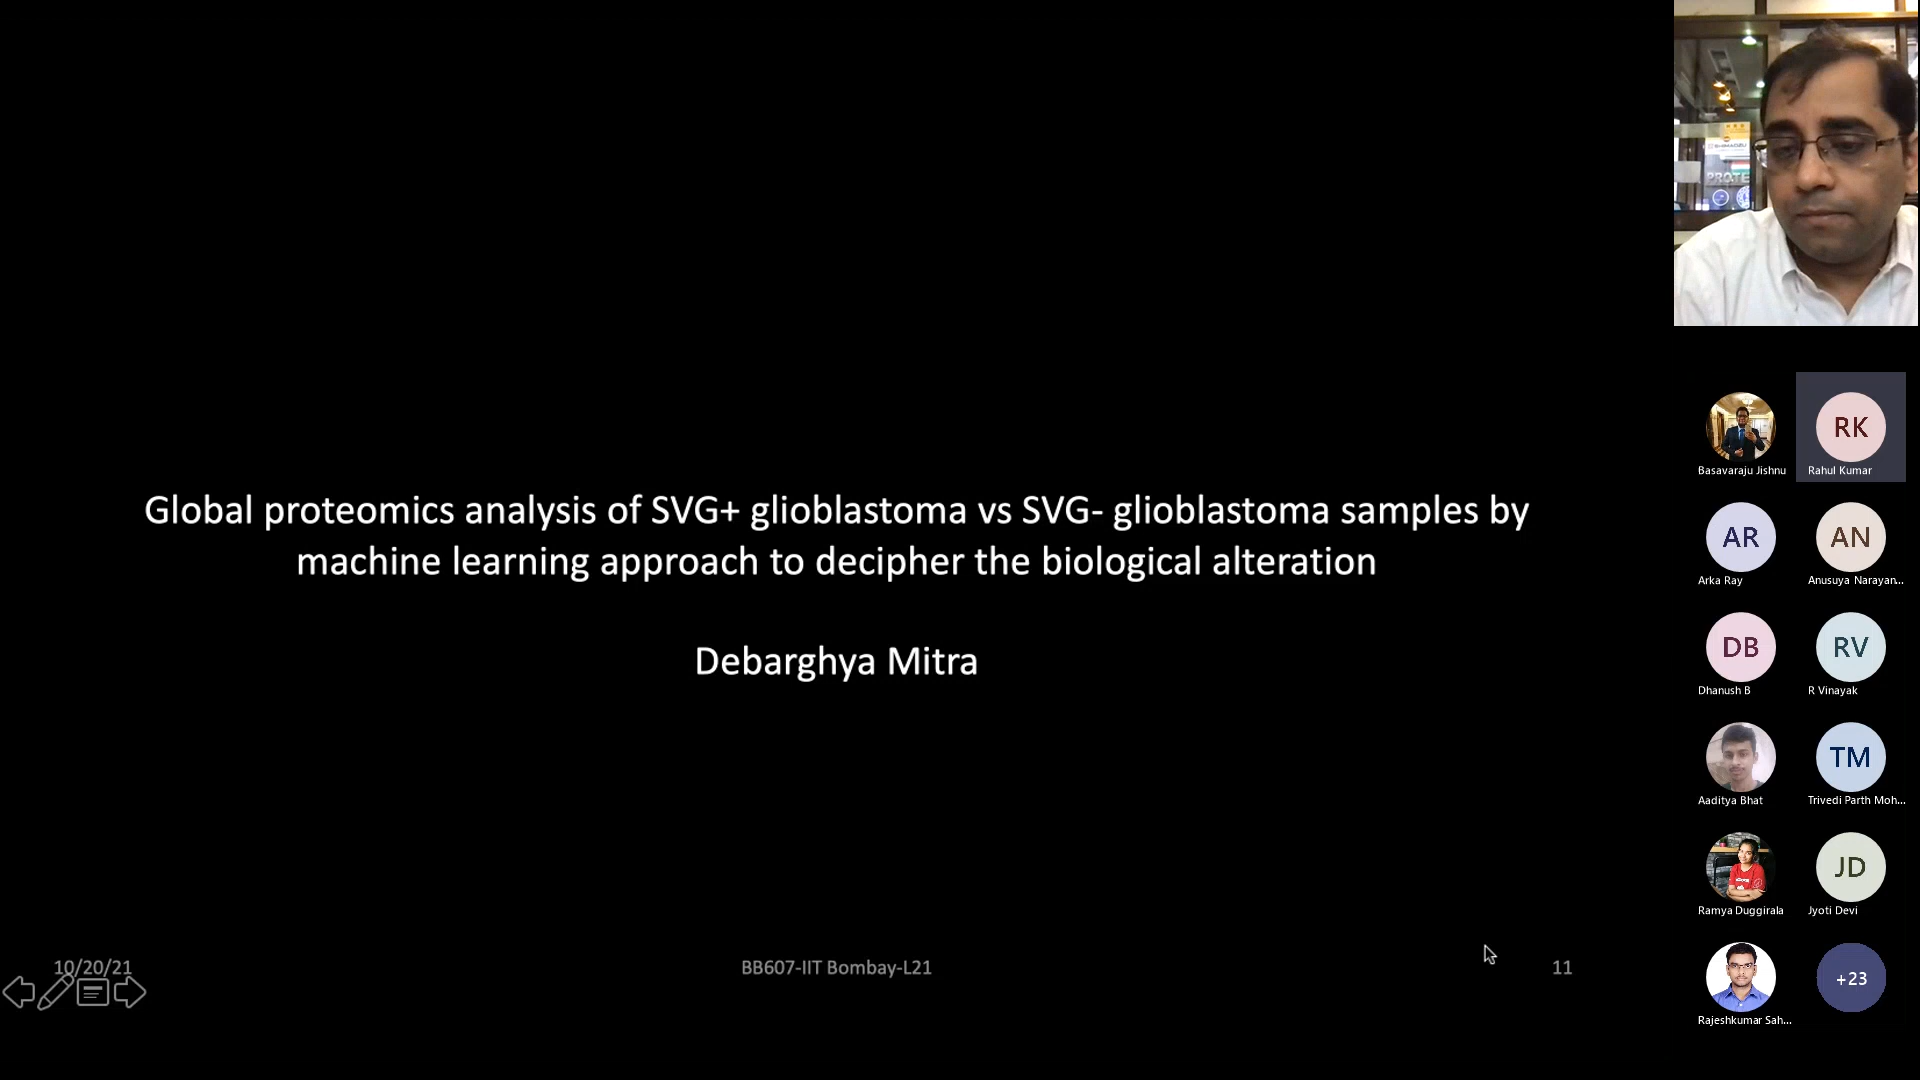 Global proteomics analysis of SVG+ glioblastoma vs SVG- glioblastoma samples by
machine learning approach to decipher the biological alteration
Debarghya Mitra
10/20/21
BB607-IIT Bombay-L21
11
PROTE
RK
Basavaraju Jishnu
Rahul Kumar
AR
AN
Arka Ray
Anusuya Narayan...
DB
RV
Dhanush B
R Vinayak
TM
Aaditya Bhat
Trivedi Parth Moh...
JD
Ramya Duggirala
Jyoti Devi
+23
Rajeshkumar Sah...